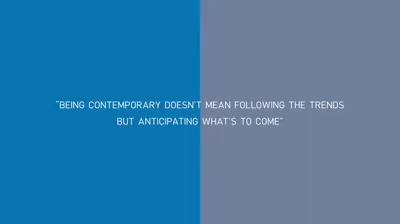 "BEING CONTEMPORARY DOESN'T MEAN FOLLOWING THE TRENDS
BUT ANTICIPATING WHAT'S TO COME"